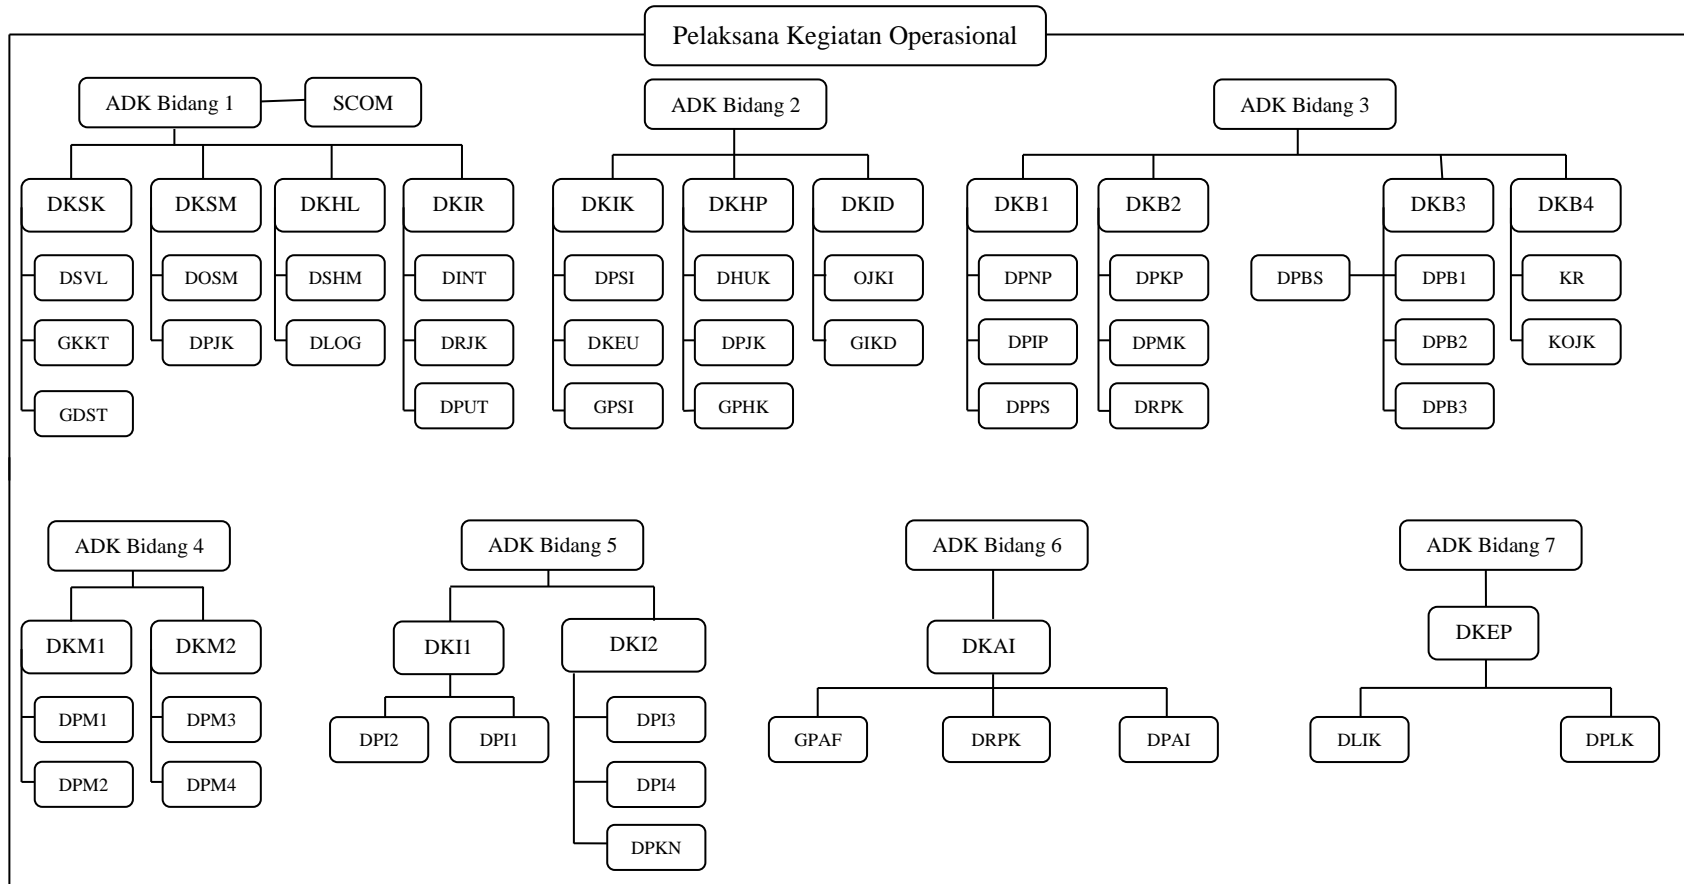 Pelaksana Kegiatan Operasional
ADK Bidang 1
SCOM
ADK Bidang 2
ADK Bidang 3
DKSK
DKSM
DKHL
DKIR
DKIK
DKHP
DKID
DKB1
DKB2
DKB3
DKB4
DSVL
DOSM
DSHM
DINT
DPSI
DHUK
OJKI
DPNP
DPKP
DPBS
DPB1
KR
GKKT
DPJK
DLOG
DRJK
DKEU
DPJK
GIKD
DPIP
DPMK
DPB2
KOJK
GDST
DPUT
GPSI
GPHK
DPPS
DRPK
DPB3
ADK Bidang 4
ADK Bidang 5
ADK Bidang 6
ADK Bidang 7
DKM1
DKM2
DKI1
DKI2
DKAI
DKEP
DPM1
DPM3
DPI2
DPI1
DPI3
GPAF
DRPK
DPAI
DLIK
DPLK
DPM2
DPM4
DPI4
DPKN